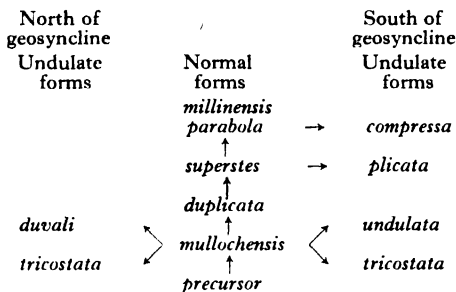 North of
geosyncline
Undulate
forms
Normal
forms
South of
geosyncline
Undulate
forms
millinensis
parabola → compressa
↑
superstes → plicata
↑
duplicata
↑
duvali undulata
mullochensis
tricostata tricostata
↑
precursor